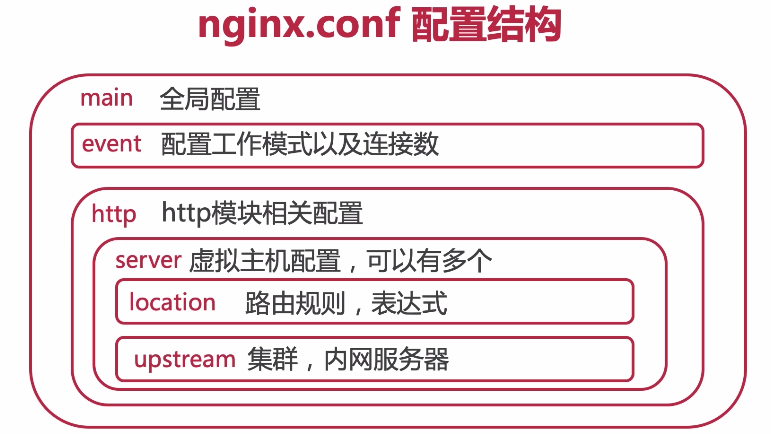 nginx.conf 配置结构
main 全局配置
event 配置工作模式以及连接数
http http模块相关配置
server 虚拟主机配置，可以有多个
location 路由规则，表达式
upstream 集群，内网服务器